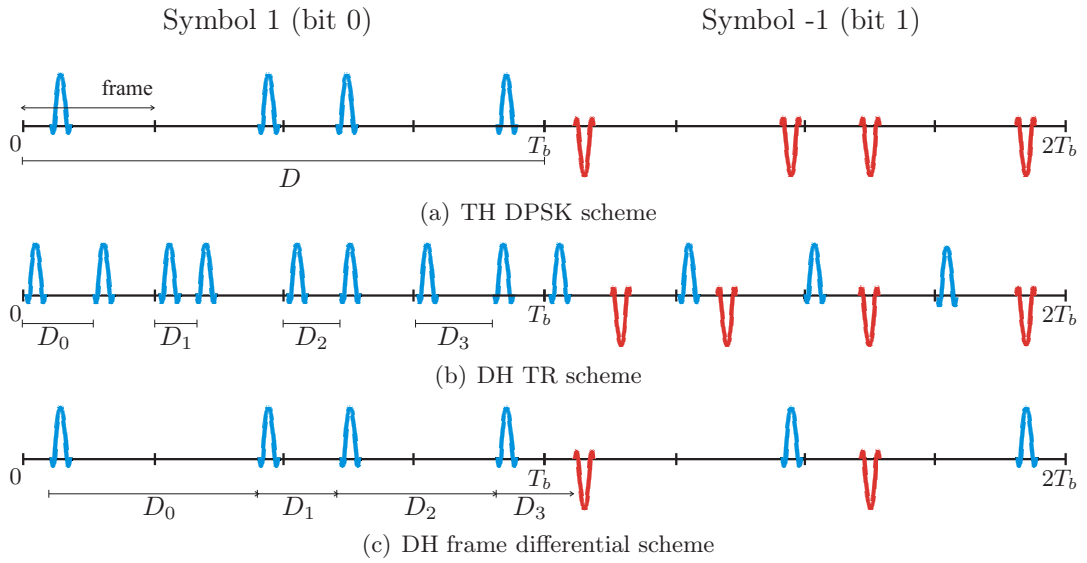 Symbol 1 (bit 0) Symbol -1 (bit 1)
frame
0 T_b 2T_b
D
(a) TH DPSK scheme
0 T_b 2T_b
D_0 D_1 D_2 D_3
(b) DH TR scheme
0 T_b 2T_b
D_0 D_1 D_2 D_3
(c) DH frame differential scheme